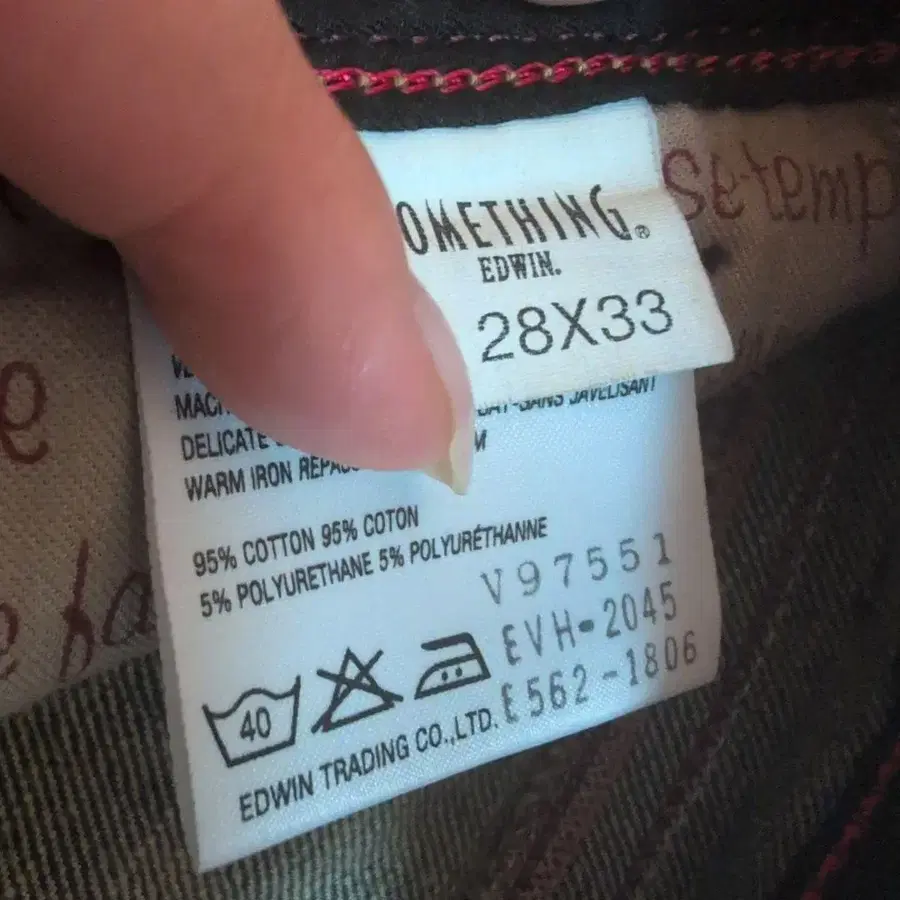 OMETHING®
EDWIN.
28X33
DELICATE
WARM IRON
95% COTTON 95% COTON
5% POLYURETHANE 5% POLYURÉTHANNE
V97551
EVH-2045
E562-1806
40
EDWIN TRADING CO.,LTD.